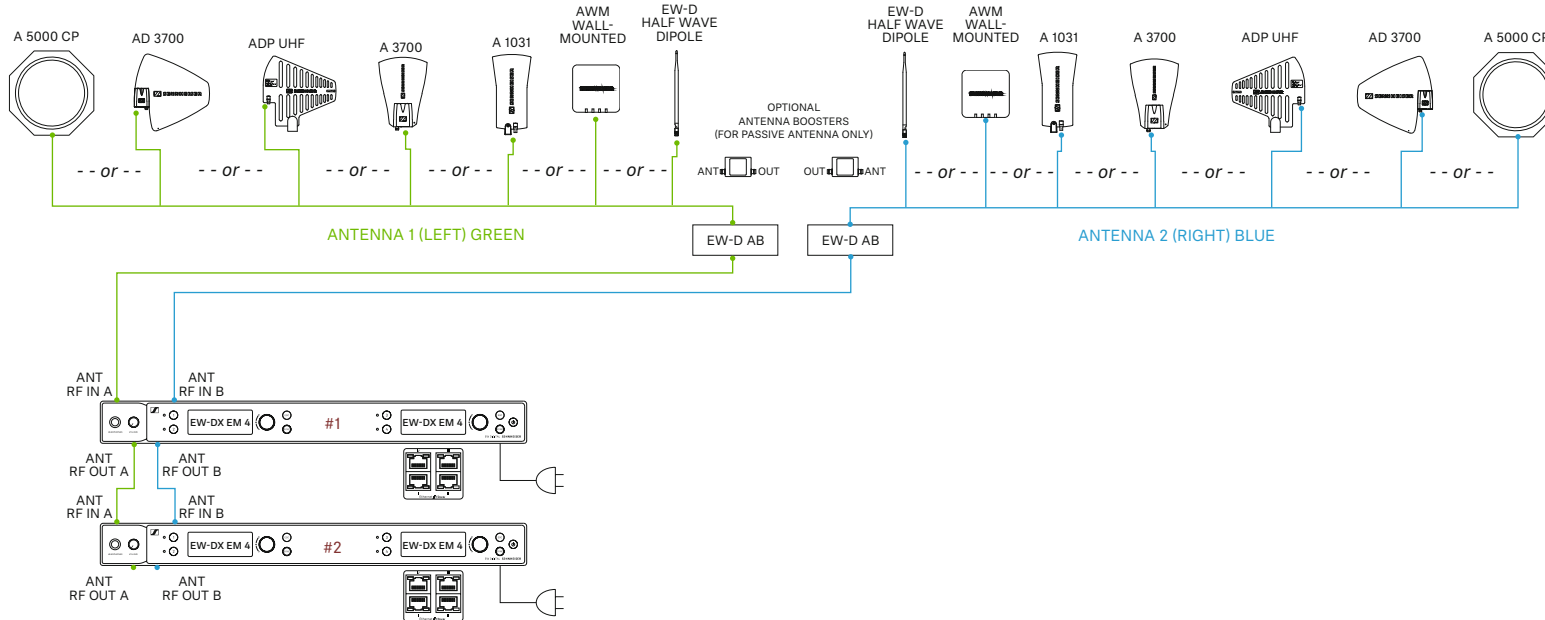 A 5000 CP
AD 3700
ADP UHF
A 3700
A 1031
AWM
WALL-
MOUNTED
EW-D
HALF WAVE
DIPOLE
EW-D
HALF WAVE
DIPOLE
AWM
WALL-
MOUNTED
A 1031
A 3700
ADP UHF
AD 3700
A 5000 CP
OPTIONAL
ANTENNA BOOSTERS
(FOR PASSIVE ANTENNA ONLY)
ANT OUT
OUT ANT
- - or - -
- - or - -
- - or - -
- - or - -
- - or - -
- - or - -
- - or - -
- - or - -
- - or - -
- - or - -
- - or - -
- - or - -
ANTENNA 1 (LEFT) GREEN
EW-D AB
EW-D AB
ANTENNA 2 (RIGHT) BLUE
ANT
RF IN A
ANT
RF IN B
EW-DX EM 4
#1
EW-DX EM 4
ANT
RF OUT A
ANT
RF OUT B
ANT
RF IN A
ANT
RF IN B
EW-DX EM 4
#2
EW-DX EM 4
ANT
RF OUT A
ANT
RF OUT B